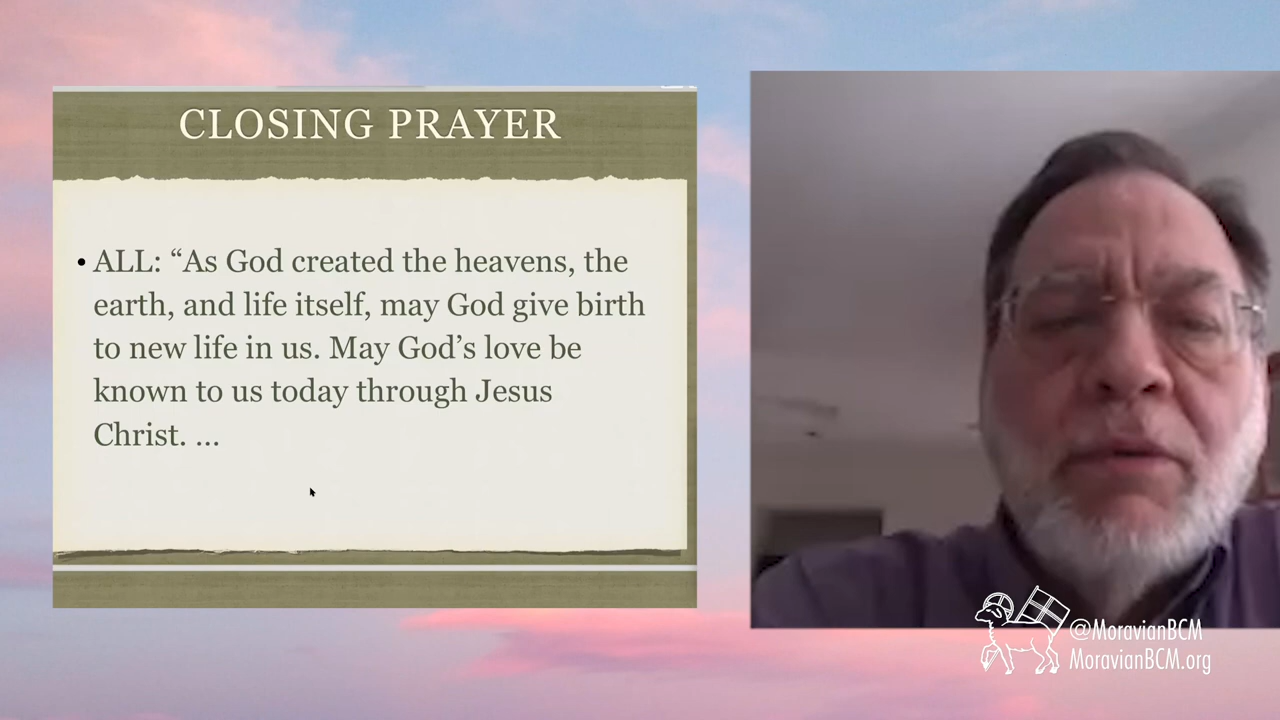 CLOSING PRAYER
• ALL: “As God created the heavens, the
earth, and life itself, may God give birth
to new life in us. May God’s love be
known to us today through Jesus
Christ. ...
@MoravianBCM
MoravianBCM.org